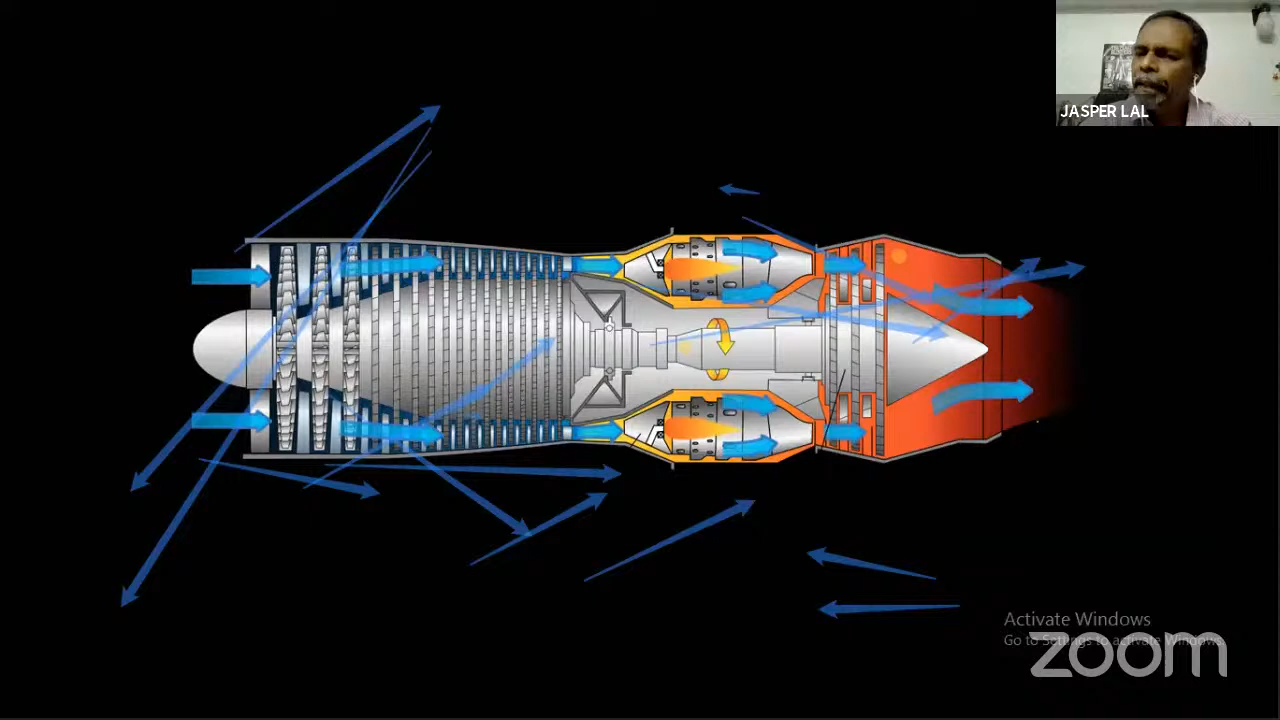 JASPER LAL
Activate Windows
Go to Settings to activate Windows.
zoom